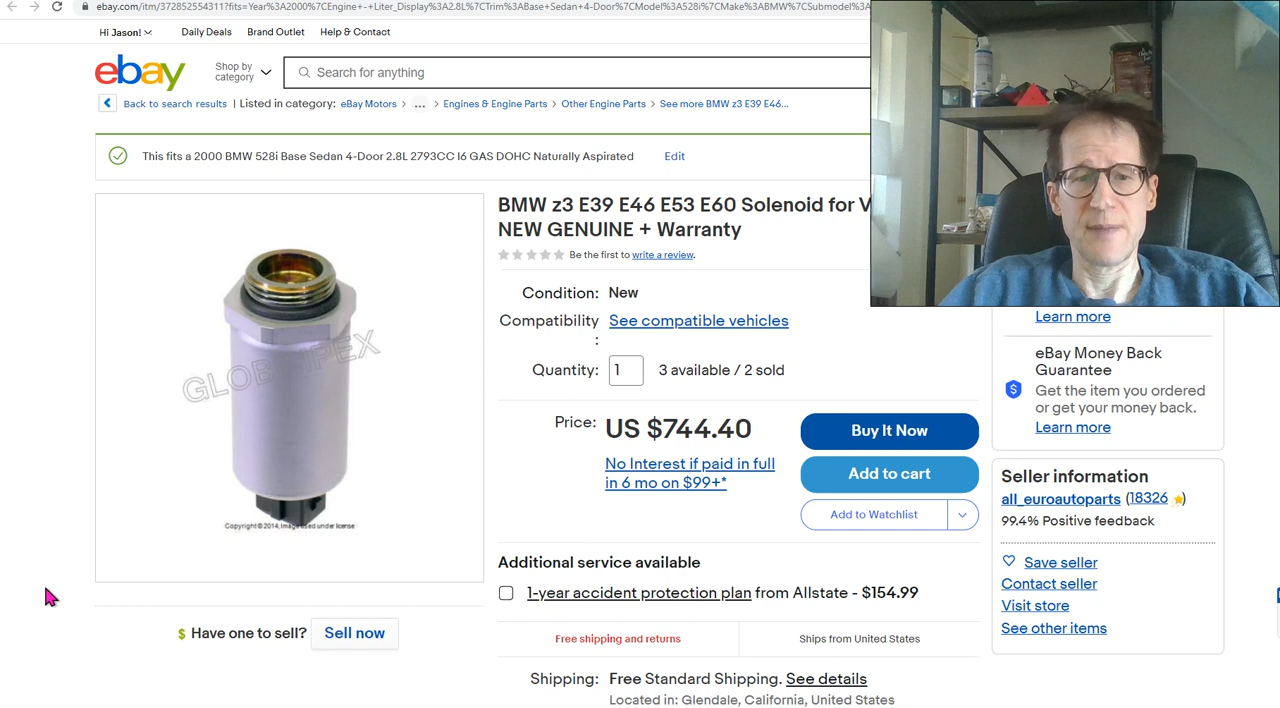 ebay.com/itm/372852554311?fits=Year%3A2000%7CEngine+-+Liter_Display%3A2.8L%7CTrim%3ABase+Sedan+4-Door%7CModel%3A528i%7CMake%3ABMW%7CSubmodel%3A
Hi Jason!
Daily Deals
Brand Outlet
Help & Contact
ebay
Shop by category
Search for anything
Back to search results | Listed in category: eBay Motors > ... > Engines & Engine Parts > Other Engine Parts > See more BMW z3 E39 E46...
This fits a 2000 BMW 528i Base Sedan 4-Door 2.8L 2793CC l6 GAS DOHC Naturally Aspirated
Edit
BMW z3 E39 E46 E53 E60 Solenoid for V
NEW GENUINE + Warranty
Be the first to write a review.
Condition: New
Compatibility : See compatible vehicles
Quantity: 1 3 available / 2 sold
Price: US $744.40
No Interest if paid in full
in 6 mo on $99+*
Buy It Now
Add to cart
Add to Watchlist
Copyright © 2014, Image used under license
Additional service available
1-year accident protection plan from Allstate - $154.99
Free shipping and returns
Ships from United States
$ Have one to sell? Sell now
Shipping: Free Standard Shipping. See details
Located in: Glendale, California, United States
Learn more
eBay Money Back
Guarantee
Get the item you ordered
or get your money back.
Learn more
Seller information
all_euroautoparts (18326)
99.4% Positive feedback
Save seller
Contact seller
Visit store
See other items